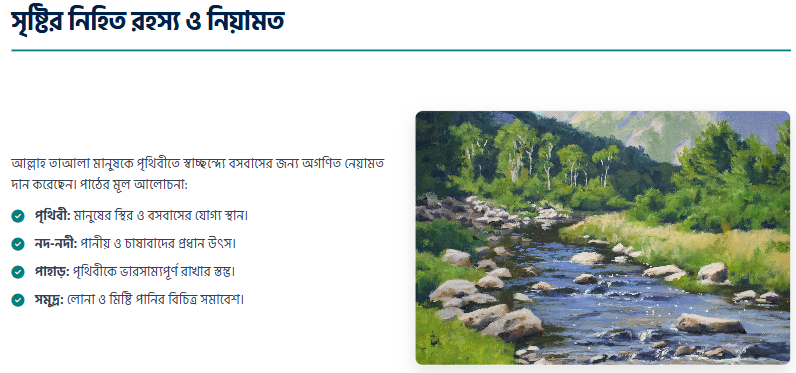 সৃষ্টির নিহিত রহস্য ও নিয়ামত
আল্লাহ তাআলা মানুষকে পৃথিবীতে স্বাচ্ছন্দ্যে বসবাসের জন্য অগণিত নেয়ামত
দান করেছেন। পাঠের মূল আলোচনা:
পৃথিবী: মানুষের স্থির ও বসবাসের যোগ্য স্থান।
নদ-নদী: পানীয় ও চাষাবাদের প্রধান উৎস।
পাহাড়: পৃথিবীকে ভারসাম্যপূর্ণ রাখার স্তম্ভ।
সমুদ্র: লোনা ও মিষ্টি পানির বিচিত্র সমাবেশ।